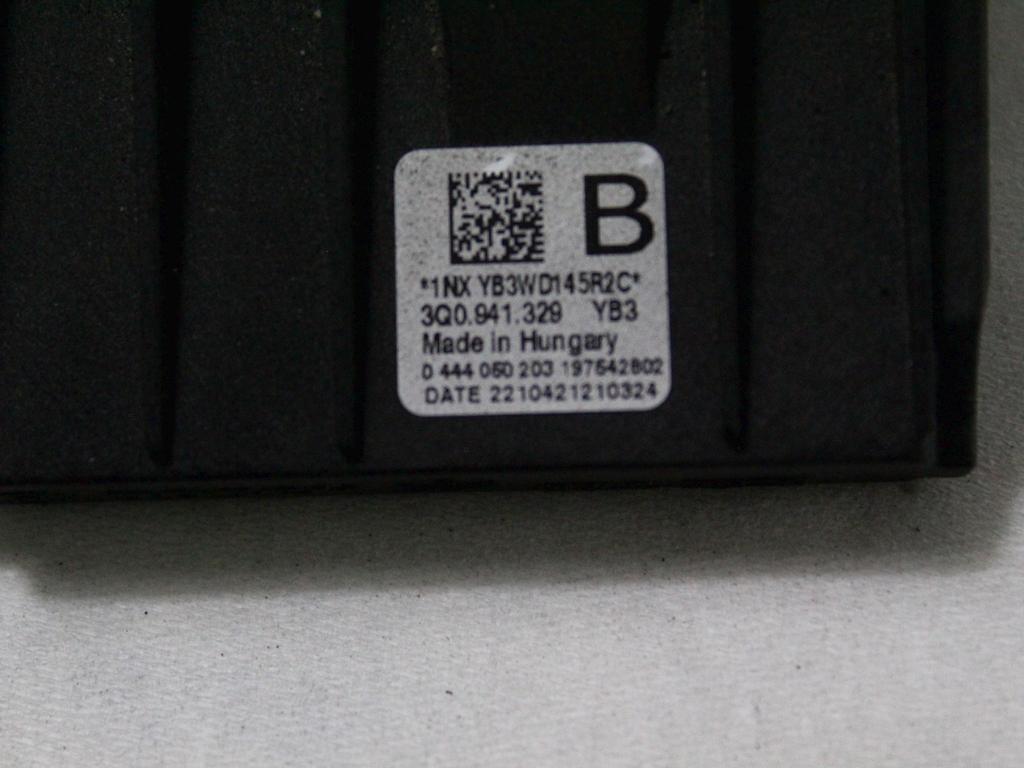 B
*1NX YB3WD145R2C*
3Q0.941.329 YB3
Made in Hungary
0 444 050 203 197542802
DATE 2210421210324